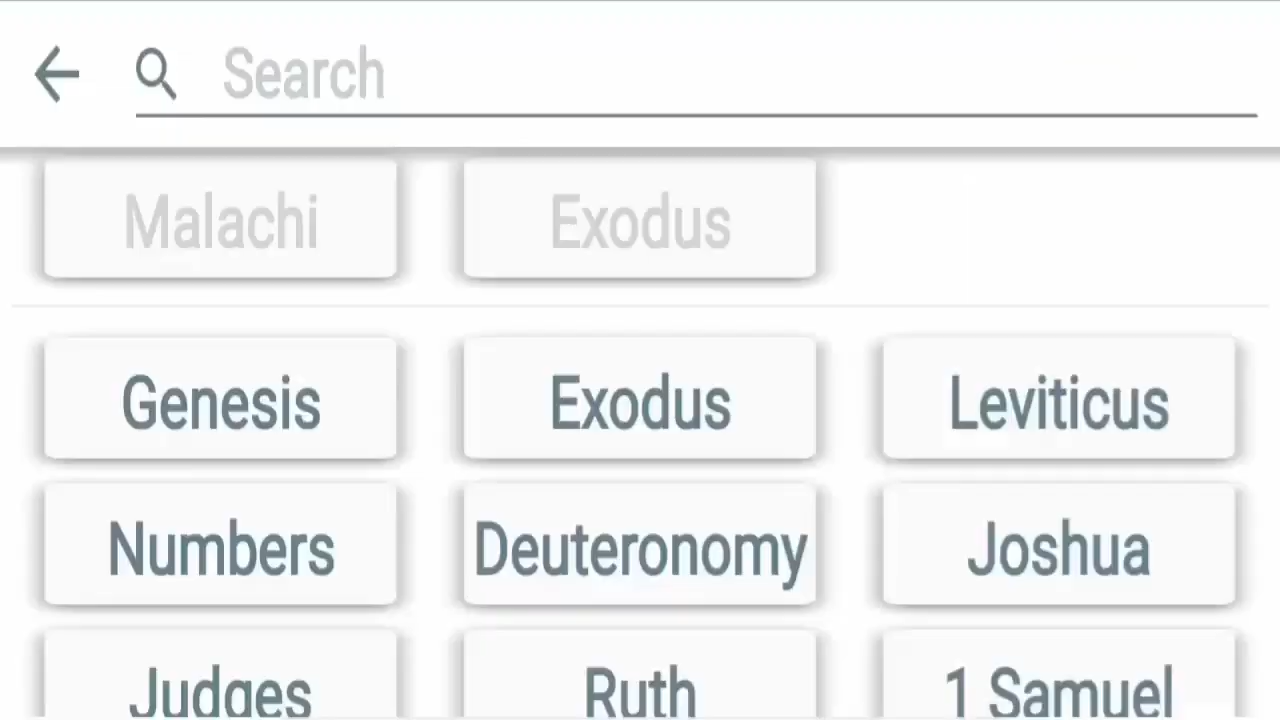 Search
Malachi Exodus
Genesis Exodus Leviticus
Numbers Deuteronomy Joshua
Judges Ruth 1 Samuel